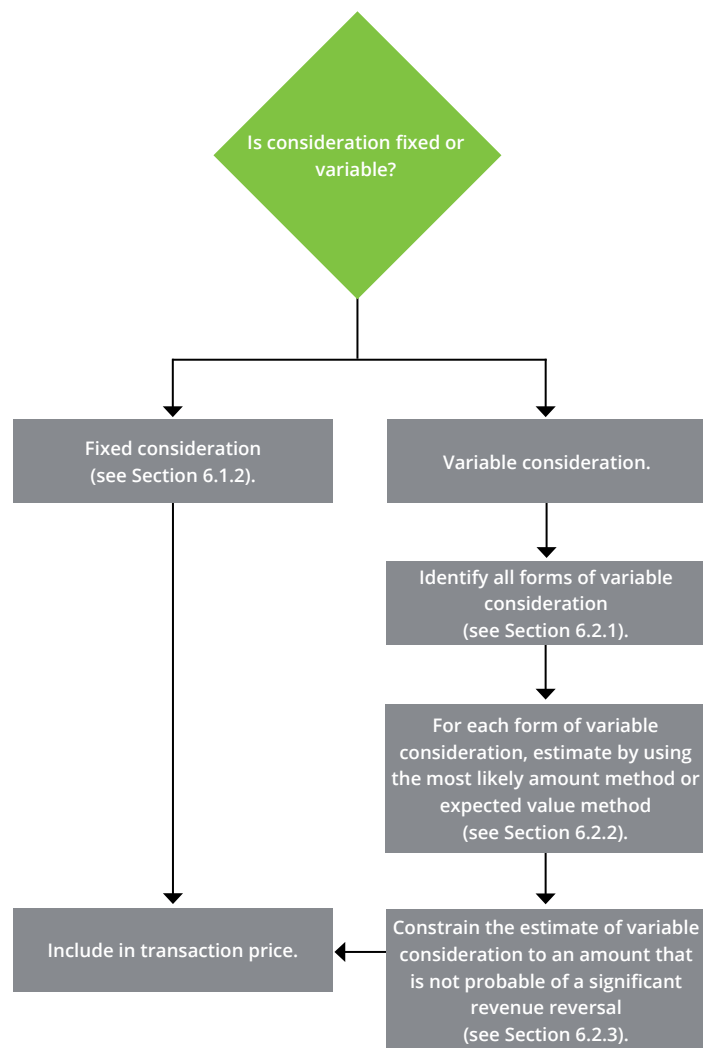 Is consideration fixed or
variable?
Fixed consideration
(see Section 6.1.2).
Variable consideration.
Identify all forms of variable
consideration
(see Section 6.2.1).
For each form of variable
consideration, estimate by using
the most likely amount method or
expected value method
(see Section 6.2.2).
Include in transaction price.
Constrain the estimate of variable
consideration to an amount that
is not probable of a significant
revenue reversal
(see Section 6.2.3).